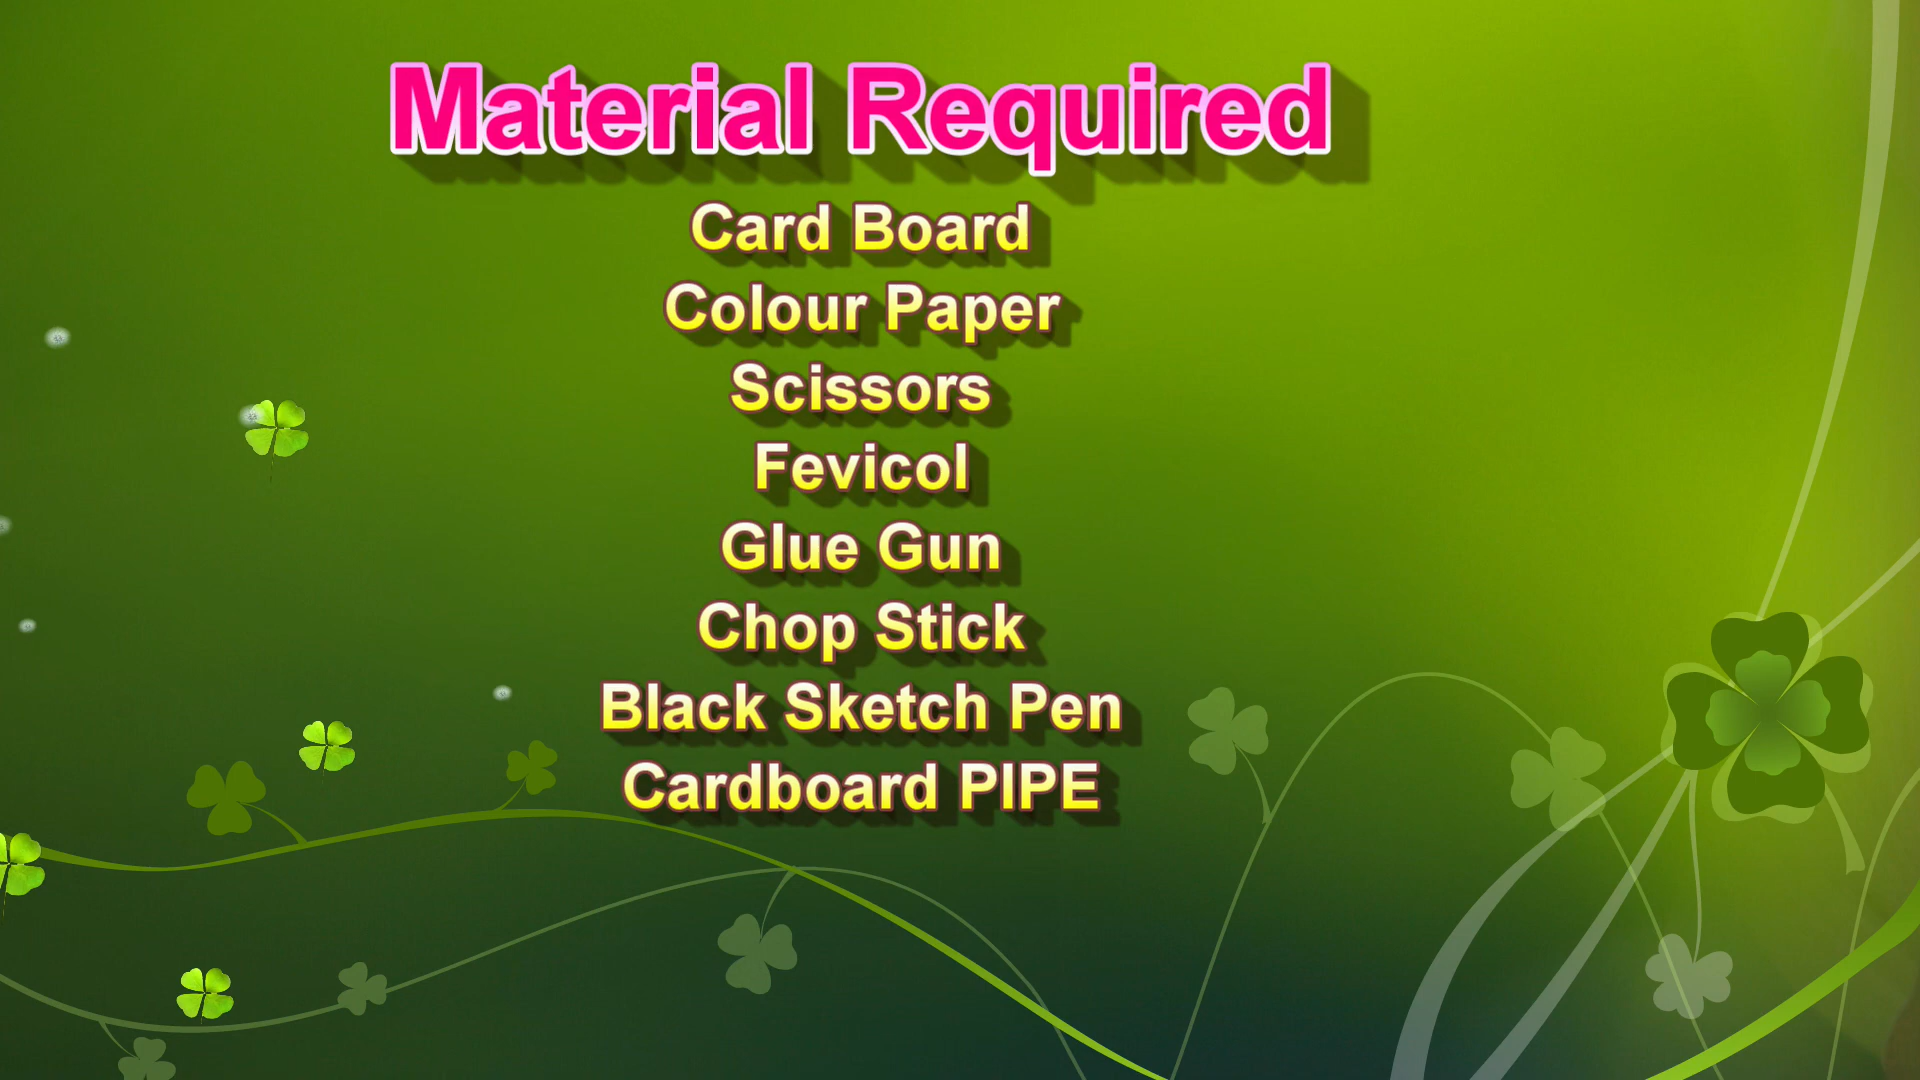 Material Required
Card Board
Colour Paper
Scissors
Fevicol
Glue Gun
Chop Stick
Black Sketch Pen
Cardboard PIPE